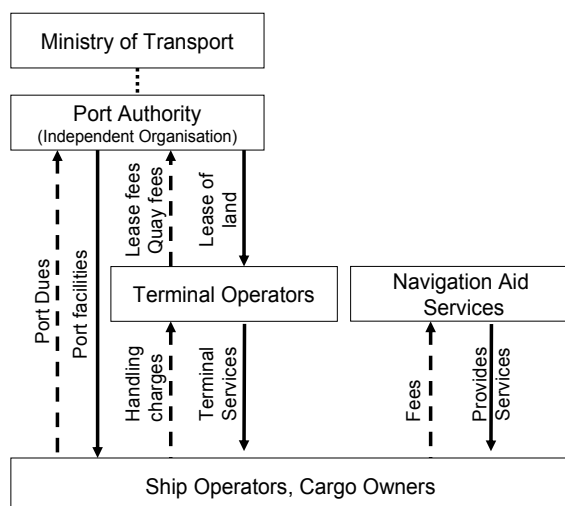 Ministry of Transport
Port Authority
(Independent Organisation)
Port Dues
Port facilities
Lease fees
Quay fees
Lease of
land
Terminal Operators
Navigation Aid
Services
Handling
charges
Terminal
Services
Fees
Provides
Services
Ship Operators, Cargo Owners